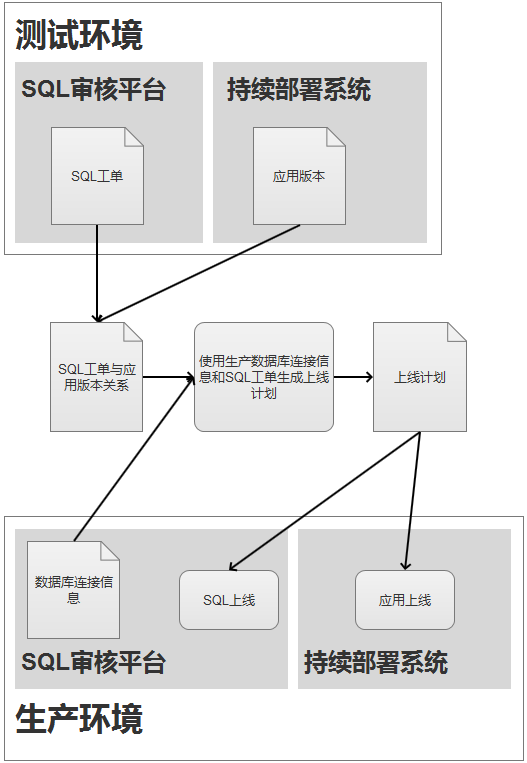 测试环境
SQL审核平台
持续部署系统
SQL工单
应用版本
SQL工单与应
用版本关系
使用生产数据库连接信
息和SQL工单生成上线
计划
上线计划
数据库连接信
息
SQL上线
应用上线
SQL审核平台
持续部署系统
生产环境